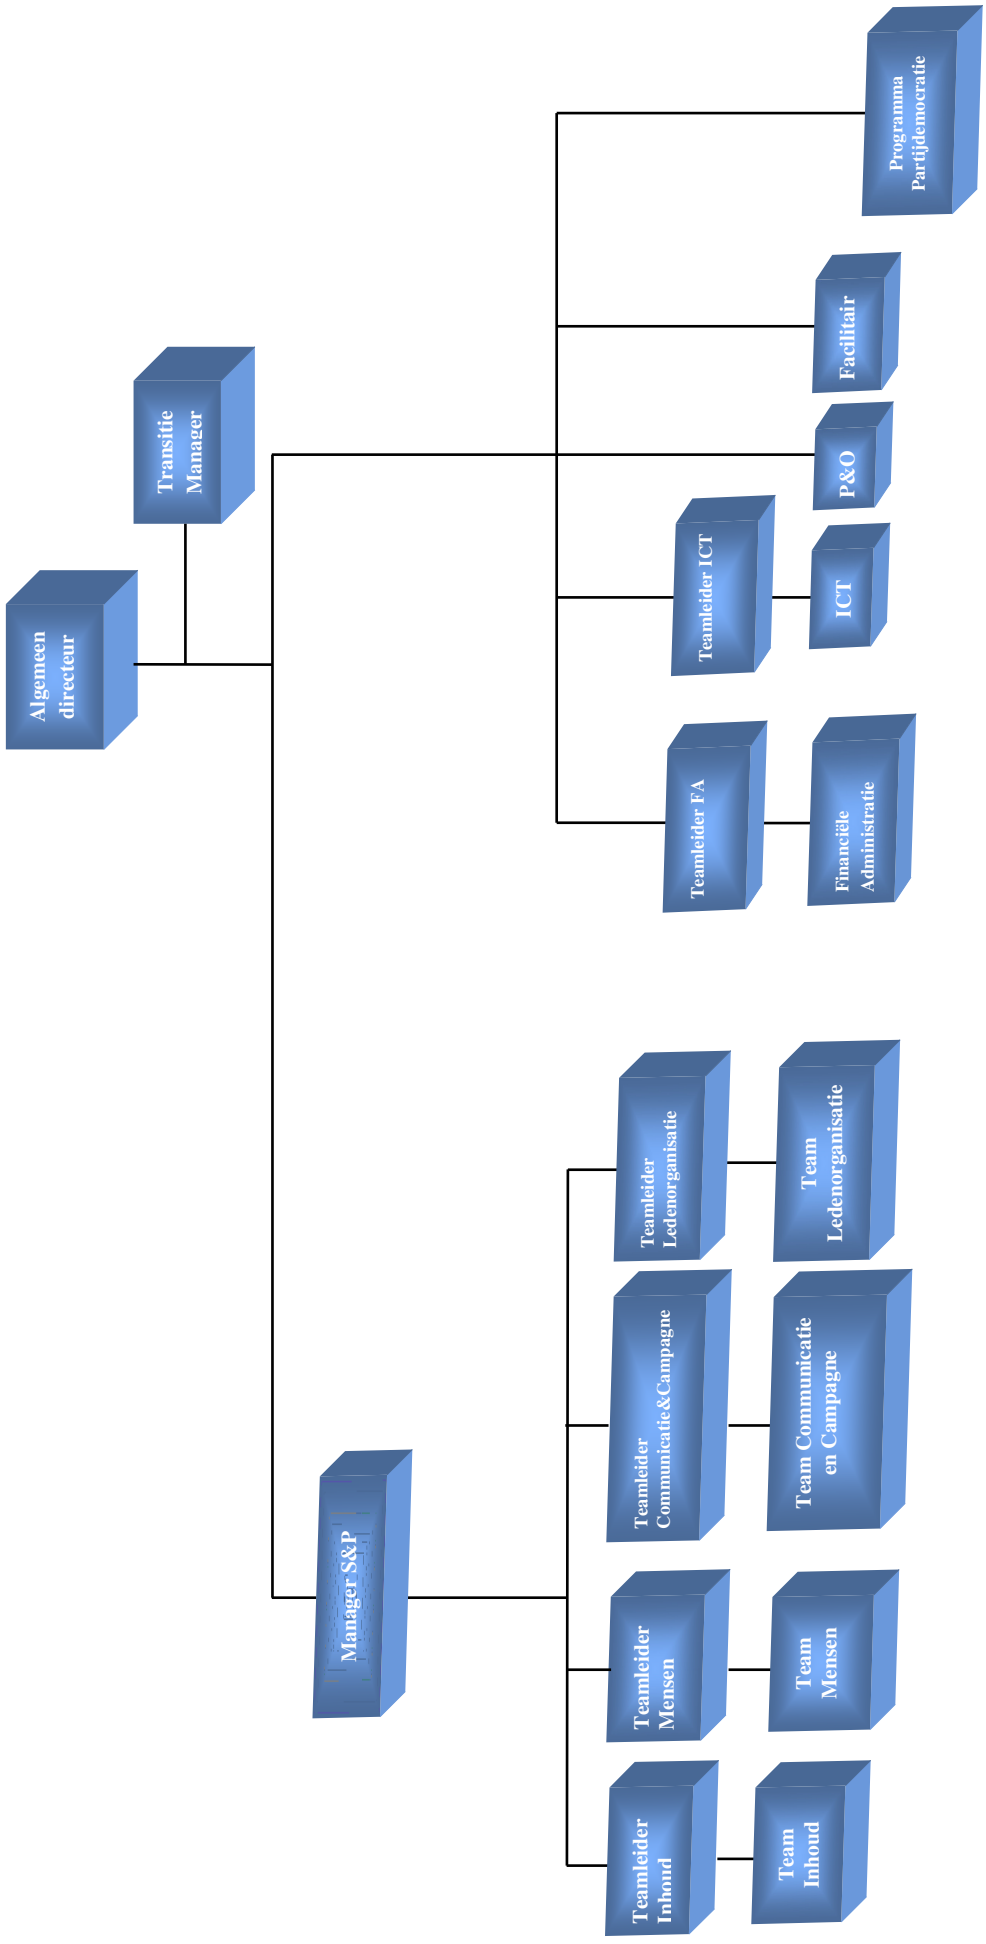 Algemeen
directeur
Transitie
Manager
Manager S&P
Teamleider
Inhoud
Teamleider
Mensen
Teamleider
Communicatie&Campagne
Teamleider
Ledenorganisatie
Teamleider FA
Teamleider ICT
Team
Inhoud
Team
Mensen
Team Communicatie
en Campagne
Team
Ledenorganisatie
Financiële
Administratie
ICT
P&O
Facilitair
Programma
Partijdemocratie